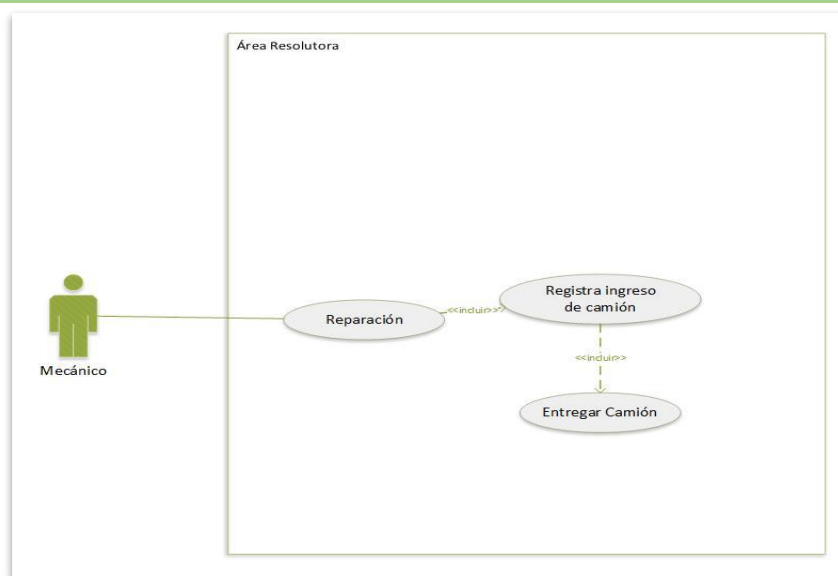 Área Resolutora
Registra ingreso
de camión
<<incluir>>
Reparación
<<incluir>>
Mecánico
Entregar Camión